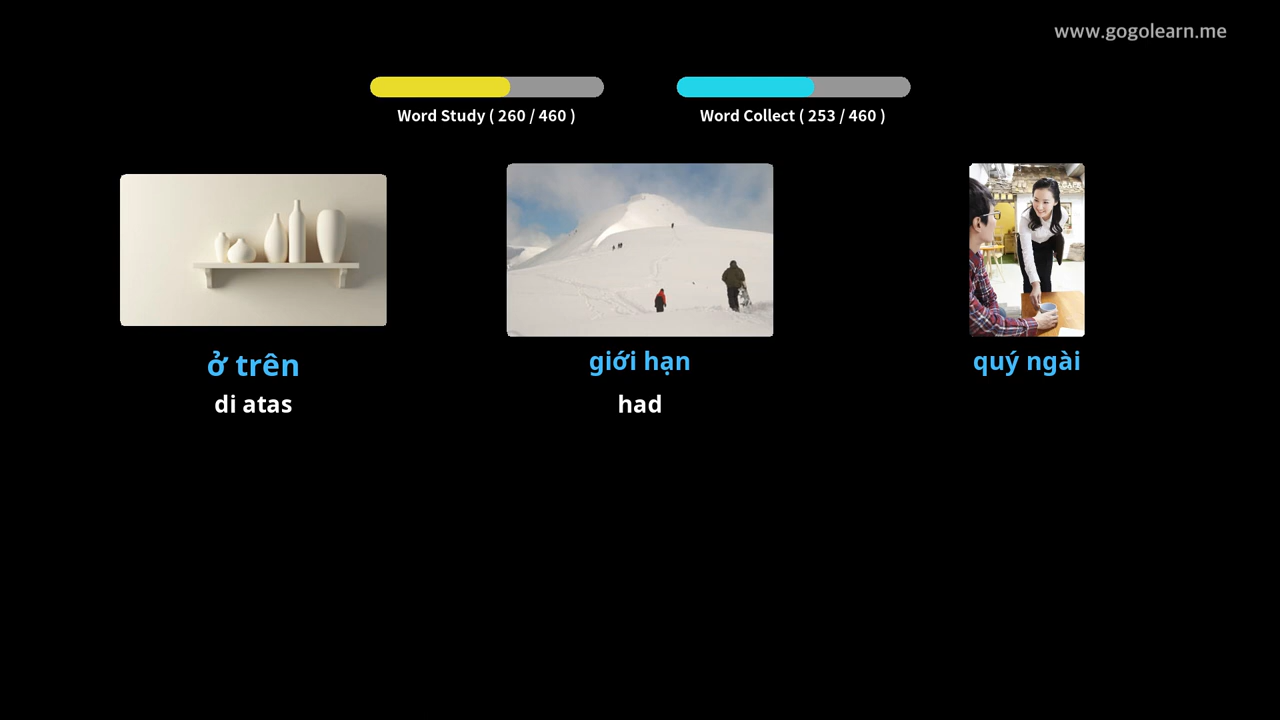 www.gogolearn.me
Word Study ( 260 / 460 )
Word Collect ( 253 / 460 )
ở trên
di atas
giới hạn
had
quý ngài